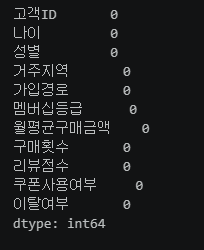 고객ID 0
나이 0
성별 0
거주지역 0
가입경로 0
멤버십등급 0
월평균구매금액 0
구매횟수 0
리뷰점수 0
쿠폰사용여부 0
이탈여부 0
dtype: int64